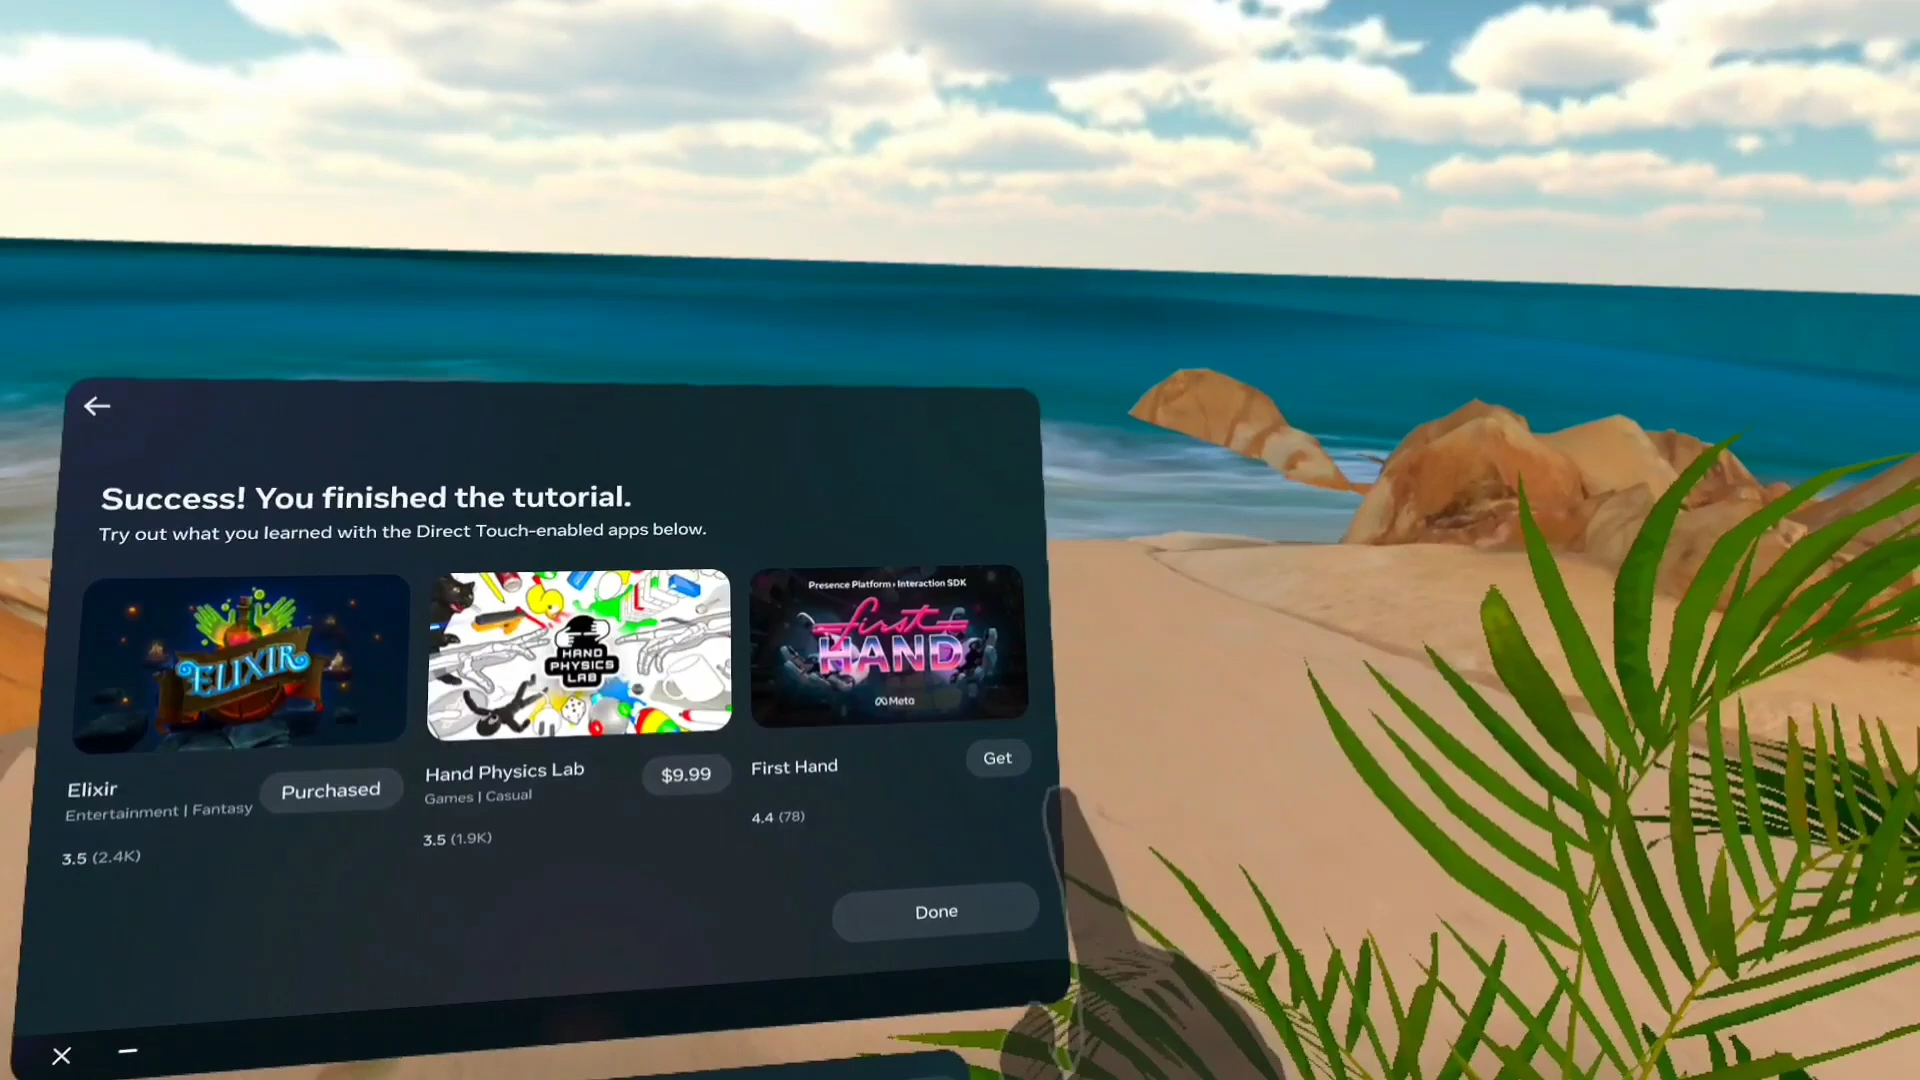 Success! You finished the tutorial.
Try out what you learned with the Direct Touch-enabled apps below.
ELIXIR
HAND
PHYSICS
LAB
Presence Platform › Interaction SDK
first
HAND
Meta
Elixir
Entertainment | Fantasy
Purchased
3.5 (2.4K)
Hand Physics Lab
Games | Casual
$9.99
3.5 (1.9K)
First Hand
Get
4.4 (78)
Done